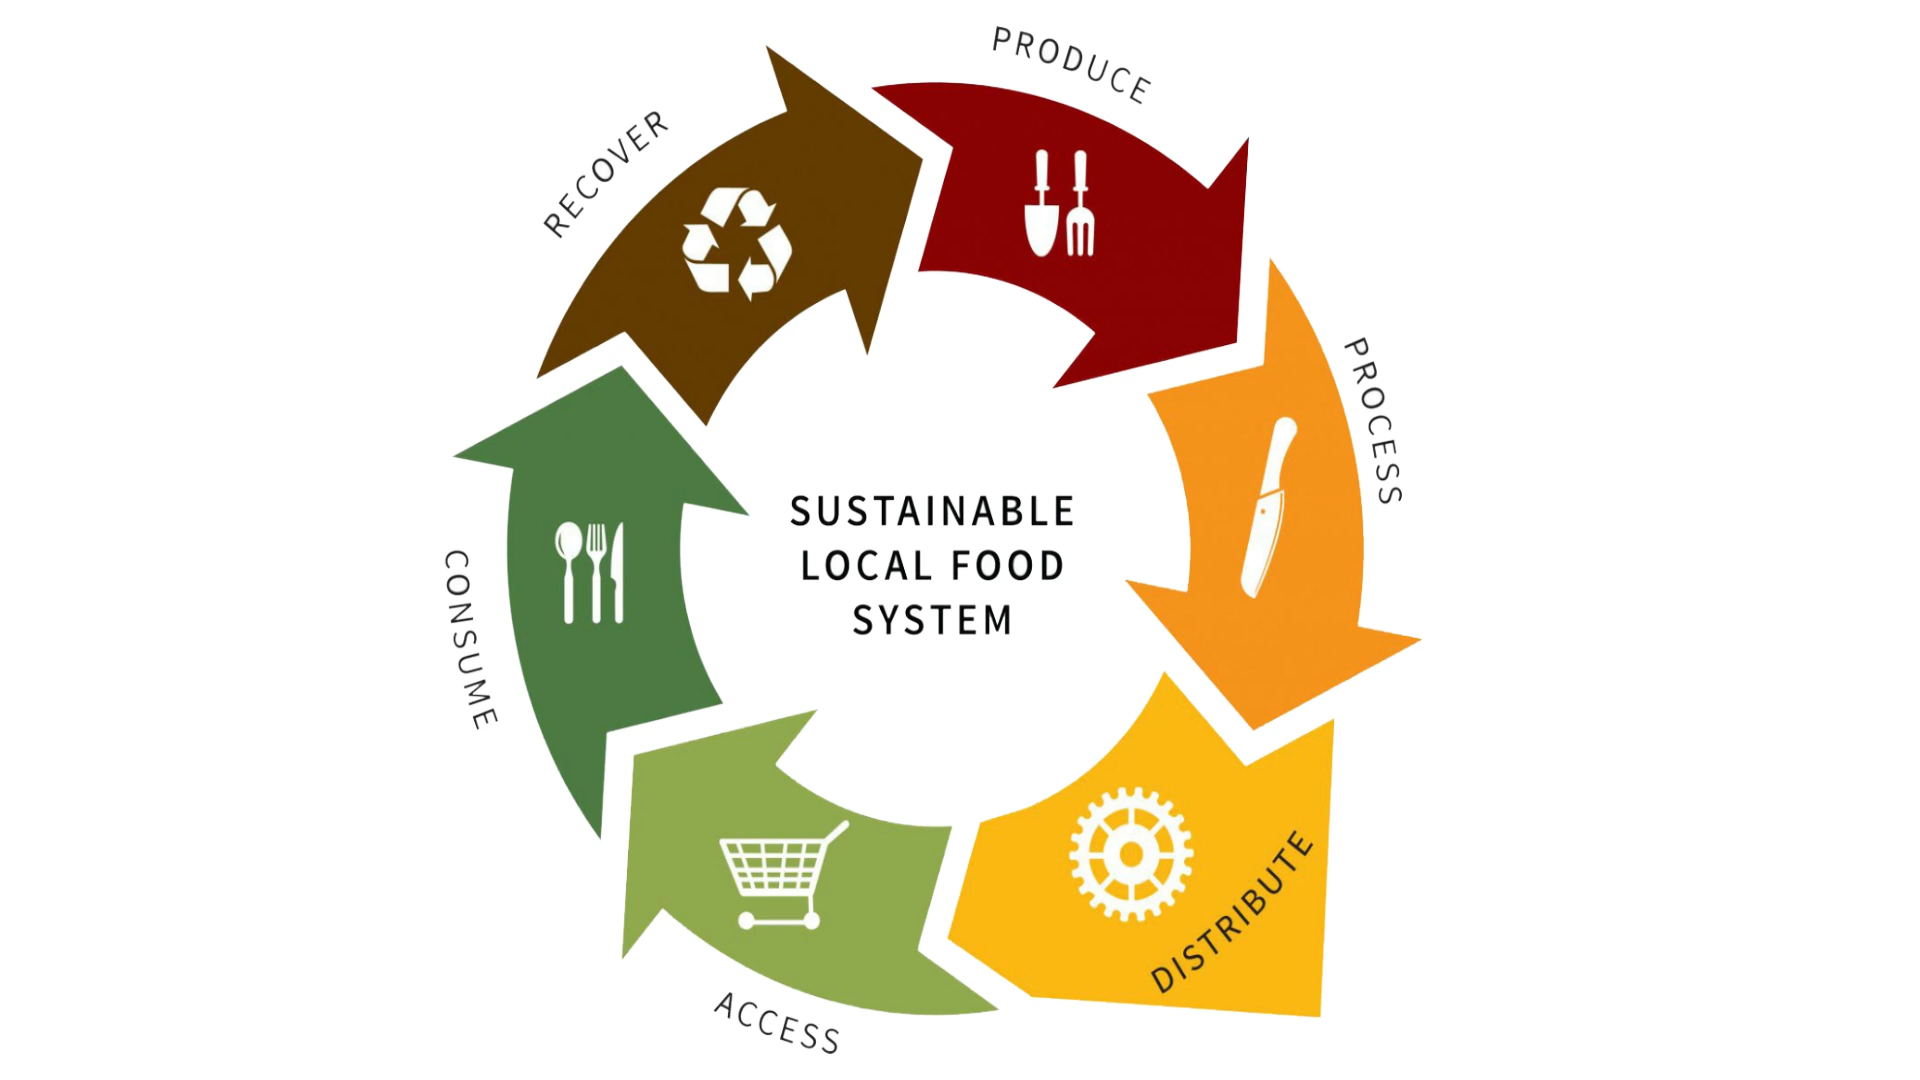 SUSTAINABLE
LOCAL FOOD
SYSTEM
PRODUCE
PROCESS
DISTRIBUTE
ACCESS
CONSUME
RECOVER